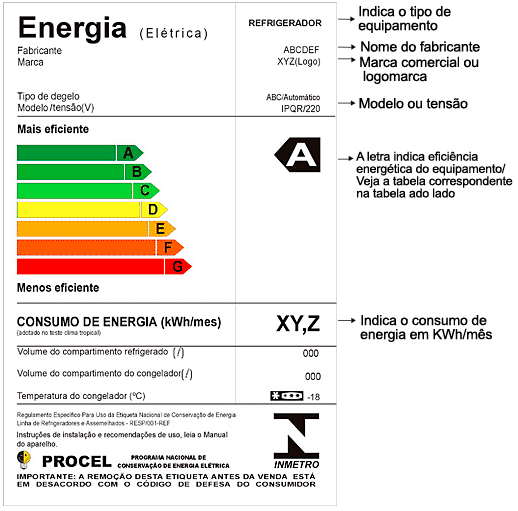 Energia (Elétrica)
REFRIGERADOR
Indica o tipo de
equipamento
Fabricante
ABCDEF
Nome do fabricante
Marca
XYZ(Logo)
Marca comercial ou
logomarca
Tipo de degelo
ABC/Automático
Modelo/tensão(V)
IPQR/220
Modelo ou tensão
Mais eficiente
A
B
C
D
E
F
G
Menos eficiente
A
A letra indica eficiência
energética do equipamento/
Veja a tabela correspondente
na tabela ado lado
CONSUMO DE ENERGIA (kWh/mes)
(adotado no teste clima tropical)
XY,Z
Indica o consumo de
energia em KWh/mês
Volume do compartimento refrigerado (ℓ)
000
Volume do compartimento do congelador(ℓ)
000
Temperatura do congelador (ºC)
-18
Regulamento Específico Para Uso da Etiqueta Nacional de Conservação de Energia
Linha de Refrigeradores e Assemelhados - RESP/001-REF
Instruções de instalação e recomendações de uso, leia o Manual
do aparelho.
PROCEL
PROGRAMA NACIONAL DE
CONSERVAÇÃO DE ENERGIA ELÉTRICA
INMETRO
IMPORTANTE: A REMOÇÃO DESTA ETIQUETA ANTES DA VENDA ESTÁ
EM DESACORDO COM O CÓDIGO DE DEFESA DO CONSUMIDOR